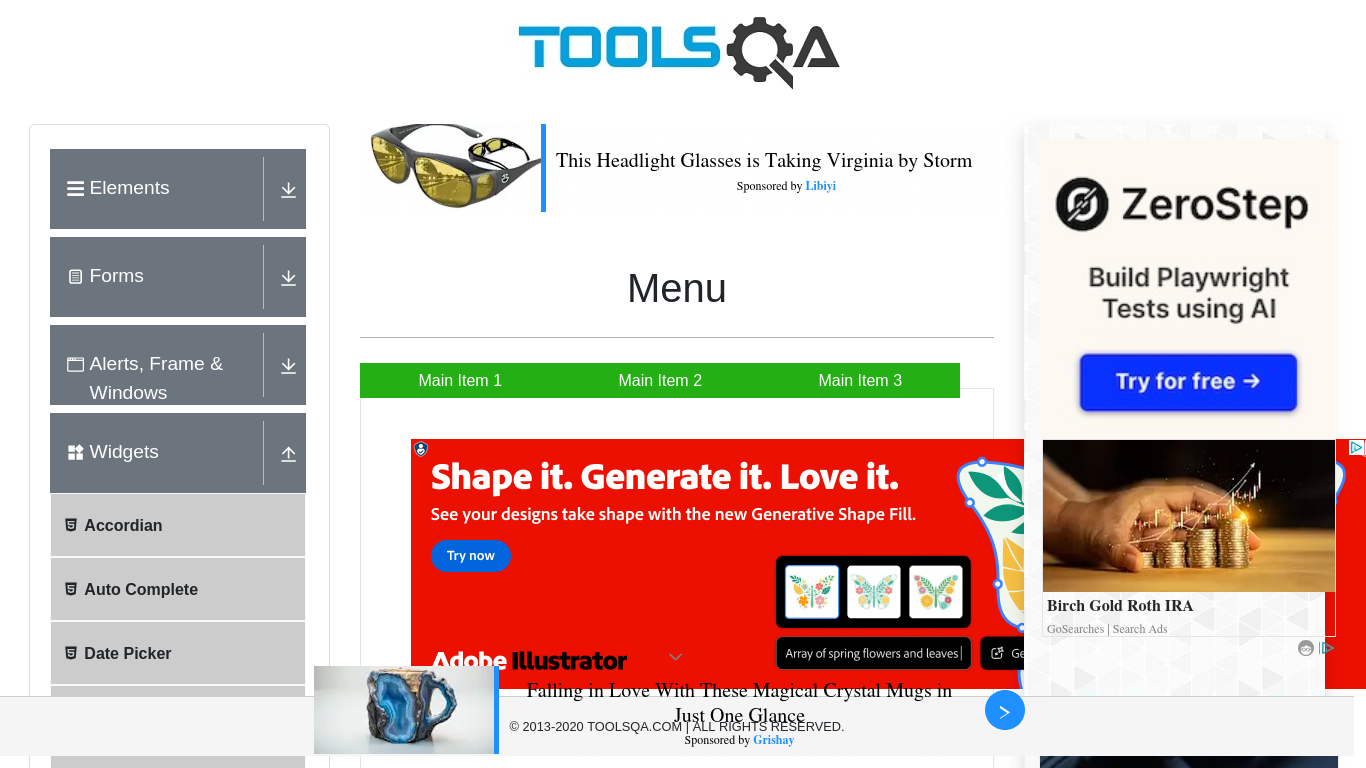 TOOLSQA
Elements
Forms
Alerts, Frame &
Windows
Widgets
Accordian
Auto Complete
Date Picker
This Headlight Glasses is Taking Virginia by Storm
Sponsored by Libiyi
Menu
Main Item 1
Main Item 2
Main Item 3
Shape it. Generate it. Love it.
See your designs take shape with the new Generative Shape Fill.
Try now
Array of spring flowers and leaves
Ge
Adobe Illustrator
ZeroStep
Build Playwright
Tests using AI
Try for free →
Birch Gold Roth IRA
GoSearches | Search Ads
Falling in Love With These Magical Crystal Mugs in
Just One Glance
Sponsored by Grishay
© 2013-2020 TOOLSQA.COM | ALL RIGHTS RESERVED.